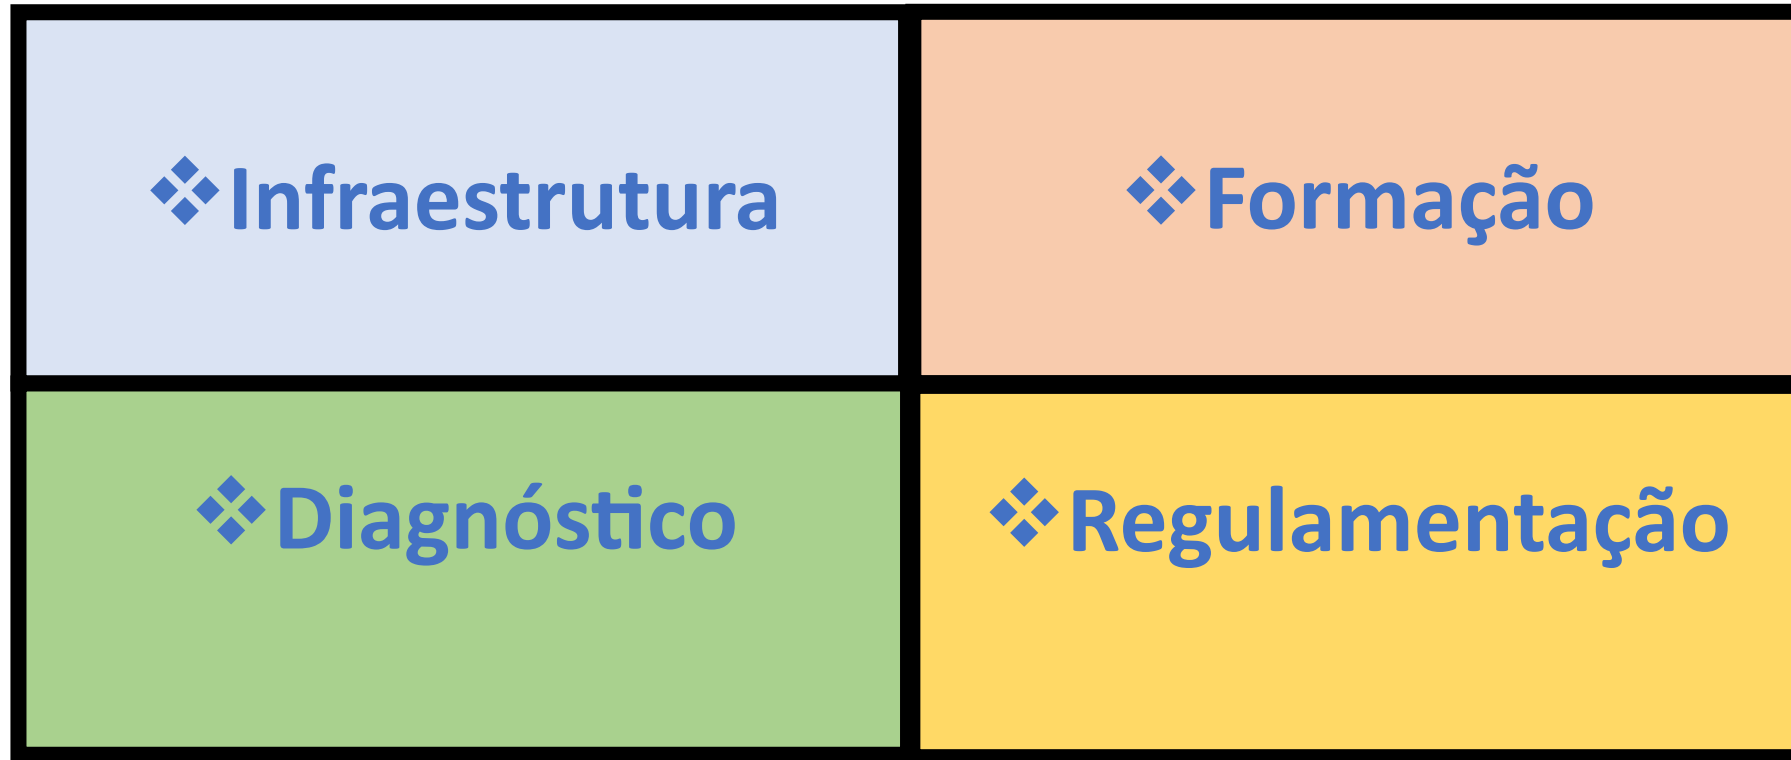 ❖Infraestrutura
❖Formação
❖Diagnóstico
❖Regulamentação